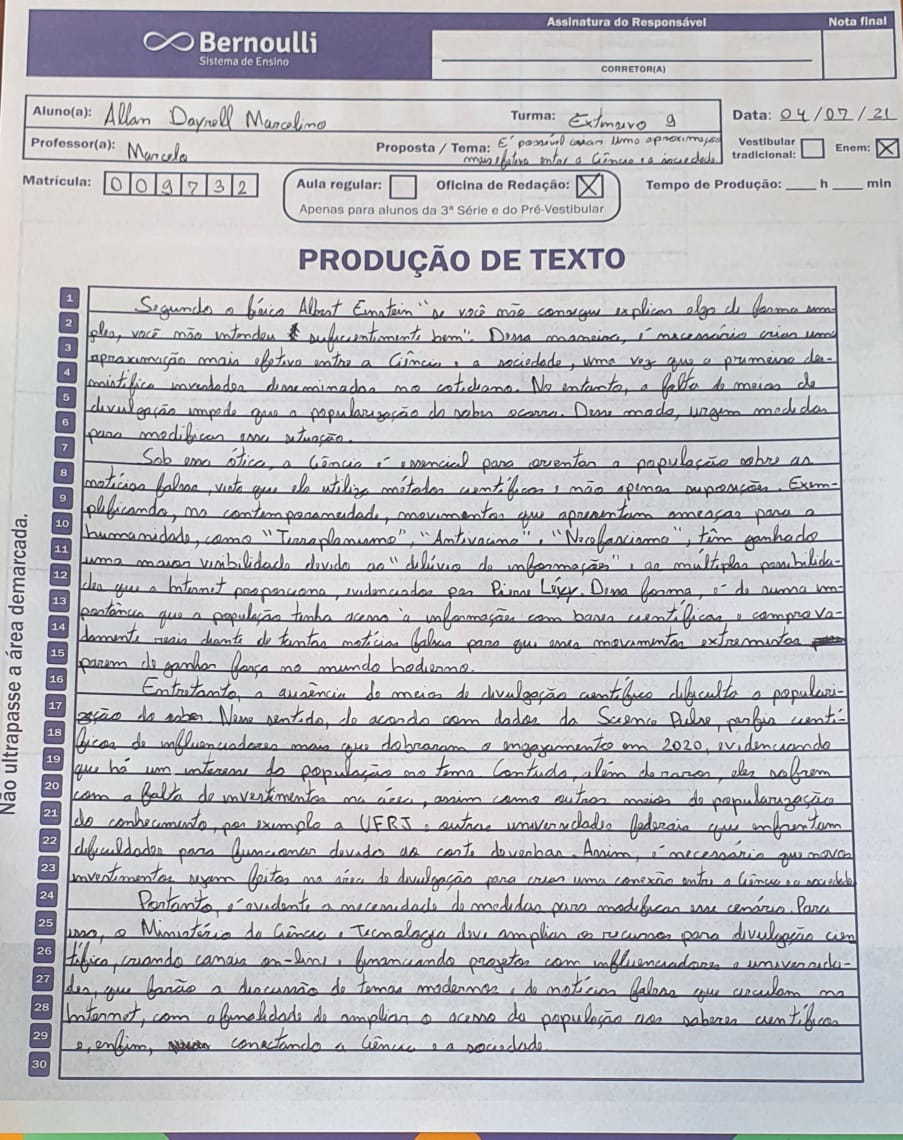 Assinatura do Responsável
Nota final
Bernoulli
Sistema de Ensino
CORRETOR(A)
Aluno(a): Allan Dayrell Marcelino
Turma: Extensivo 9
Data: 04/07/21
Professor(a): Marcela
Proposta / Tema: É possível criar uma aproximação
mais efetiva entre a Ciência e a sociedade
Vestibular
tradicional:
Enem: X
Matrícula: 009732
Aula regular:
Oficina de Redação: X
Tempo de Produção: ____ h ____ min
Apenas para alunos da 3ª Série e do Pré-Vestibular
PRODUÇÃO DE TEXTO
Não ultrapasse a área demarcada.
1 Segundo o físico Albert Einstein "se você não consegue explicar algo de forma sim-
2 ples, você não entendeu suficientemente bem". Dessa maneira, é necessário criar uma
3 aproximação mais efetiva entre a Ciência e a sociedade, uma vez que a primeira des-
4 mistifica inverdades disseminadas no cotidiano. No entanto, a falta de meios de
5 divulgação impede que a popularização do saber ocorra. Desse modo, urgem medidas
6 para modificar essa situação.
7 Sob essa ótica, a Ciência é essencial para orientar a população sobre as
8 notícias falsas, visto que ela utiliza métodos científicos e não apenas suposições. Exem-
9 plificando, na contemporaneidade, movimentos que apresentam ameaças para a
10 humanidade, como "Terraplanismo", "Antivacina", "Neofascismo", têm ganhado
11 uma maior visibilidade devido ao "dilúvio de informações" e as múltiplas possibilida-
12 des que a Internet proporciona, evidenciadas por Pierre Lévy. Dessa forma, é de suma im-
13 portância que a população tenha acesso à informações com bases científicas e comprova-
14 damente reais diante de tantas notícias falsas para que esses movimentos extremistas
15 parem de ganhar força no mundo hodierno.
16 Entretanto, a ausência de meios de divulgação científica dificulta a populari-
17 zação do saber. Nesse sentido, de acordo com dados da Science Pulse, perfis cientí-
18 ficos de influenciadores mais que dobraram o engajamento em 2020, evidenciando
19 que há um interesse da população no tema. Contudo, além de raros, eles sofrem
20 com a falta de investimentos na área, assim como outros meios de popularização
21 do conhecimento, por exemplo a UFRJ e outras universidades federais que enfrentam
22 dificuldades para funcionar devido ao corte de verbas. Assim, é necessário que novos
23 investimentos sejam feitos na área de divulgação para criar uma conexão entre a Ciência e a sociedade.
24 Portanto, é evidente a necessidade de medidas para modificar esse cenário. Para
25 isso, o Ministério da Ciência e Tecnologia deve ampliar os recursos para divulgação cien-
26 tífica, criando canais on-line e financiando projetos com influenciadores e universida-
27 des, que farão a discussão de temas modernos e de notícias falsas que circulam na
28 Internet, com a finalidade de ampliar o acesso da população aos saberes científicos
29 e, enfim, conectando a Ciência e a sociedade.
30